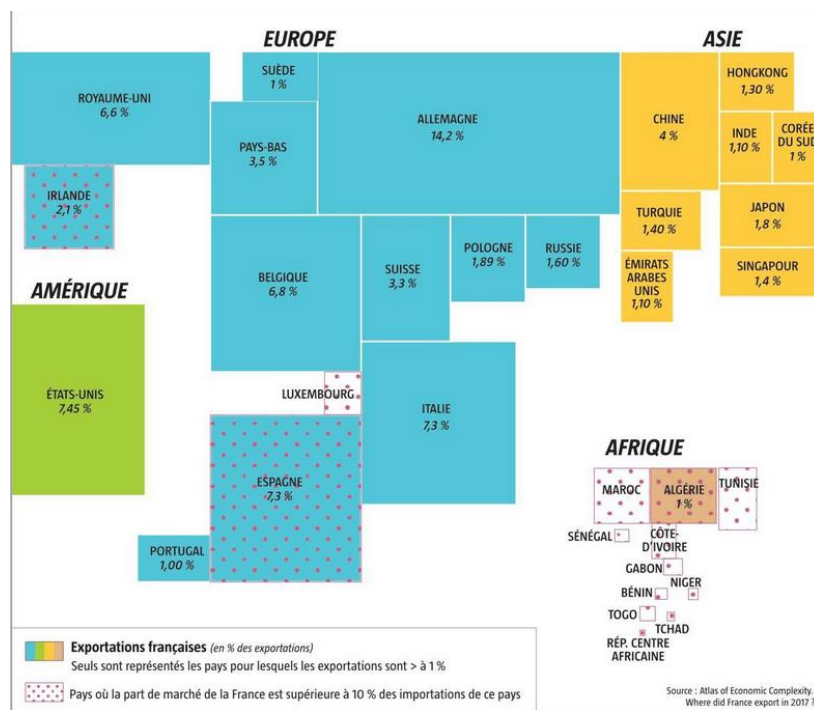 EUROPE
ASIE
ROYAUME-UNI
6,6 %
SUÈDE
1 %
PAYS-BAS
3,5 %
ALLEMAGNE
14,2 %
CHINE
4 %
HONGKONG
1,30 %
INDE
1,10 %
CORÉE
DU SUD
1 %
IRLANDE
2,1 %
TURQUIE
1,40 %
JAPON
1,8 %
BELGIQUE
6,8 %
SUISSE
3,3 %
POLOGNE
1,89 %
RUSSIE
1,60 %
ÉMIRATS
ARABES
UNIS
1,10 %
SINGAPOUR
1,4 %
AMÉRIQUE
ÉTATS-UNIS
7,45 %
LUXEMBOURG
ITALIE
7,3 %
ESPAGNE
7,3 %
PORTUGAL
1,00 %
AFRIQUE
MAROC
ALGÉRIE
1 %
TUNISIE
SÉNÉGAL
CÔTE-
D'IVOIRE
GABON
BÉNIN
NIGER
TOGO
TCHAD
RÉP. CENTRE
AFRICAINE
Exportations françaises (en % des exportations)
Seuls sont représentés les pays pour lesquels les exportations sont > à 1 %
Pays où la part de marché de la France est supérieure à 10 % des importations de ce pays
Source : Atlas of Economic Complexity.
Where did France export in 2017 ?